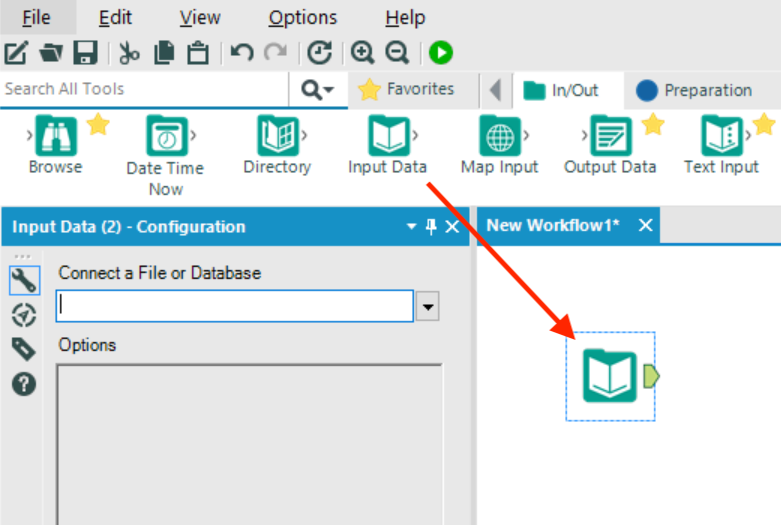 File Edit View Options Help
Search All Tools Favorites In/Out Preparation
Browse Date Time Now Directory Input Data Map Input Output Data Text Input
Input Data (2) - Configuration New Workflow1*
Connect a File or Database
Options